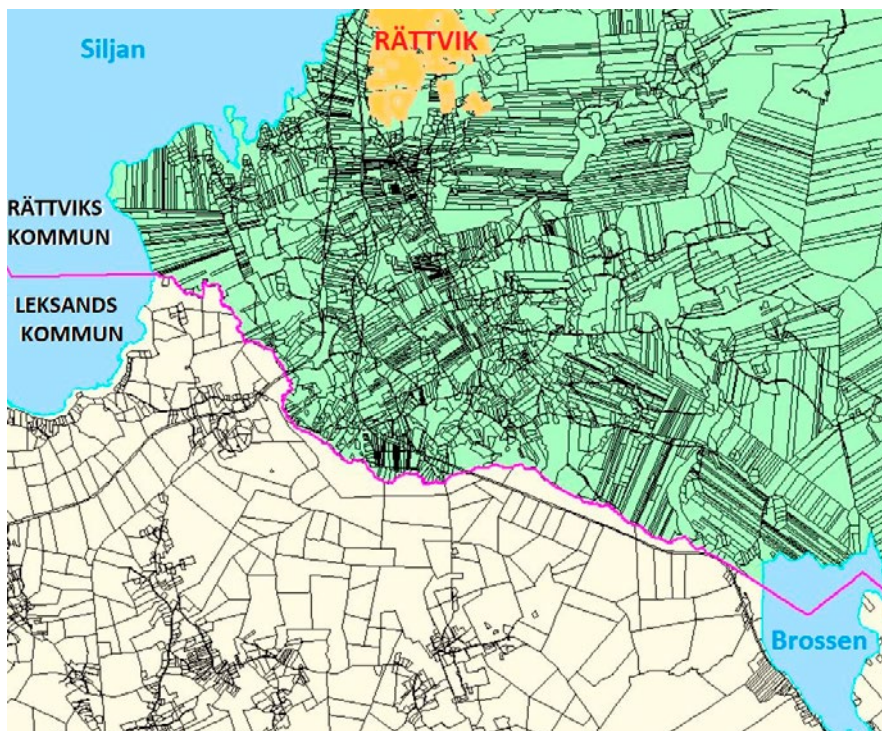 Siljan
RÄTTVIK
RÄTTVIKS
KOMMUN
LEKSANDS
KOMMUN
Brossen